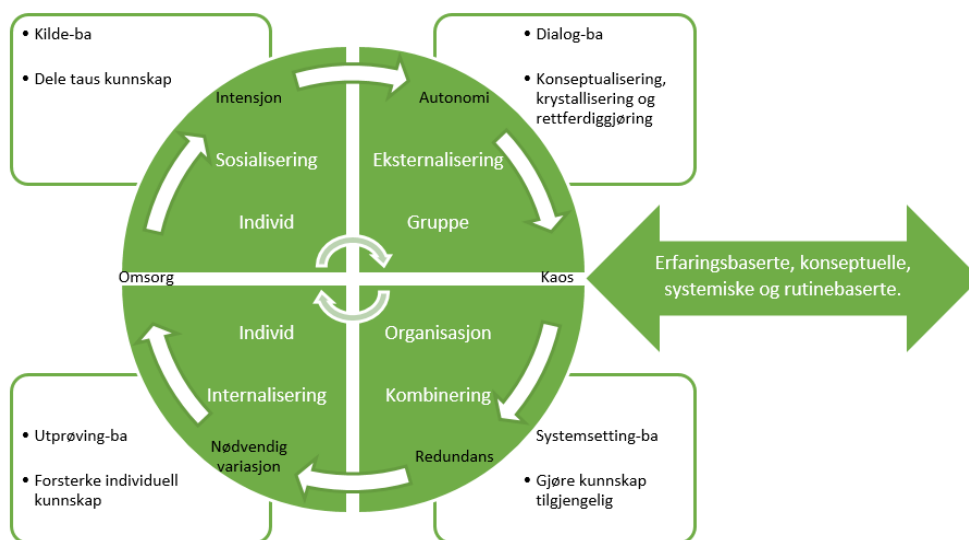 • Kilde-ba
• Dele taus kunnskap
• Dialog-ba
• Konseptualisering,
krystallisering og
rettferdiggjøring
Intensjon
Autonomi
Sosialisering
Eksternalisering
Individ
Gruppe
Omsorg
Kaos
Erfaringsbaserte, konseptuelle,
systemiske og rutinebaserte.
Individ
Organisasjon
Internalisering
Kombinering
Nødvendig
variasjon
Redundans
• Utprøving-ba
• Forsterke individuell
kunnskap
Systemsetting-ba
• Gjøre kunnskap
tilgjengelig